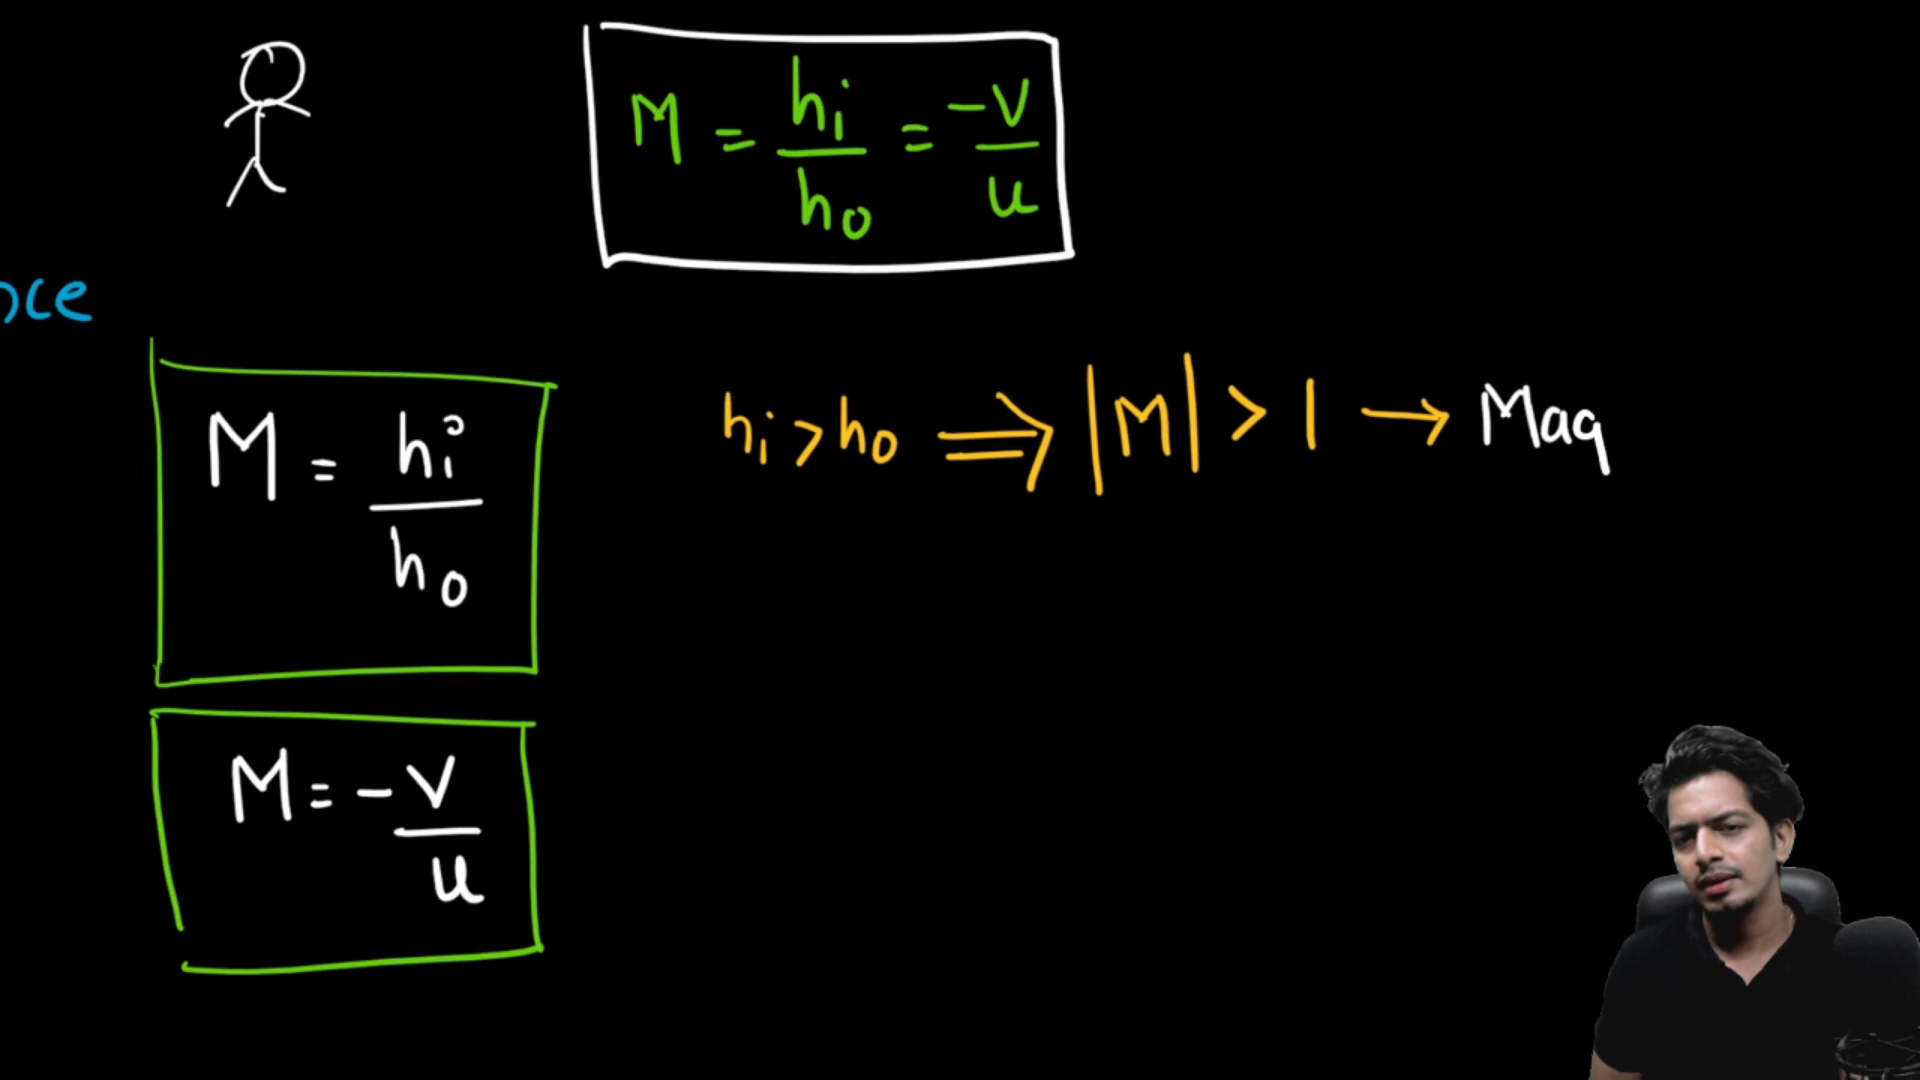 M = hi/ho = -v/u
nce
M = hi/ho
hi > ho ⟹ |M| > 1 → Mag
M = - v/u